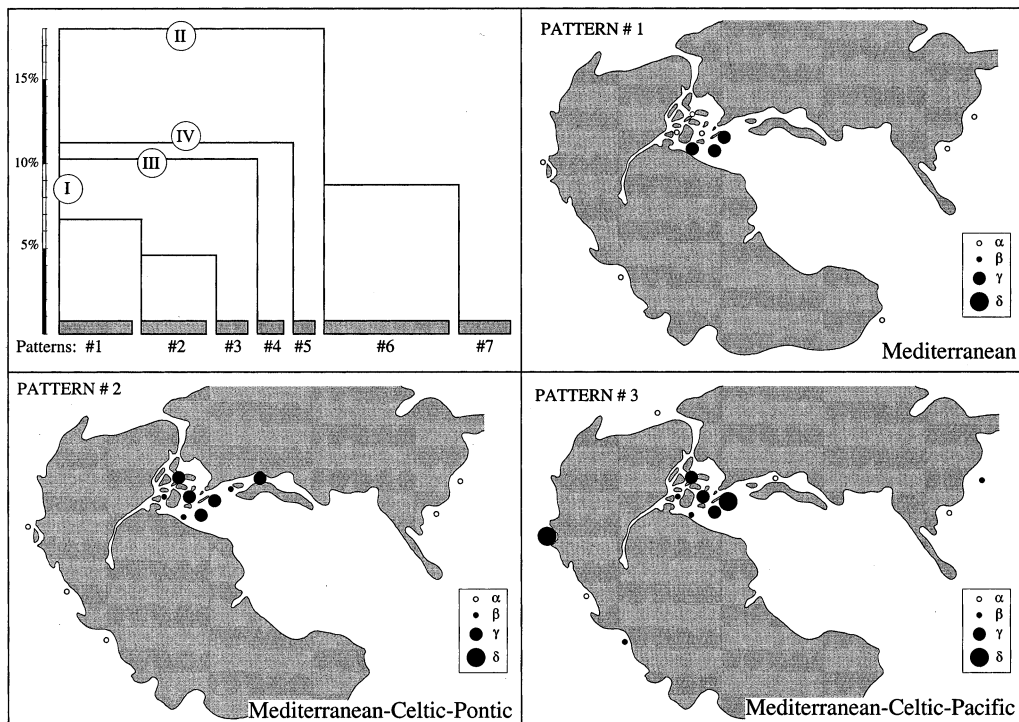 II
15%
IV
10%
III
I
5%
Patterns: #1 #2 #3 #4 #5 #6 #7
PATTERN # 1
α
β
γ
δ
Mediterranean
PATTERN # 2
α
β
γ
δ
Mediterranean-Celtic-Pontic
PATTERN # 3
α
β
γ
δ
Mediterranean-Celtic-Pacific